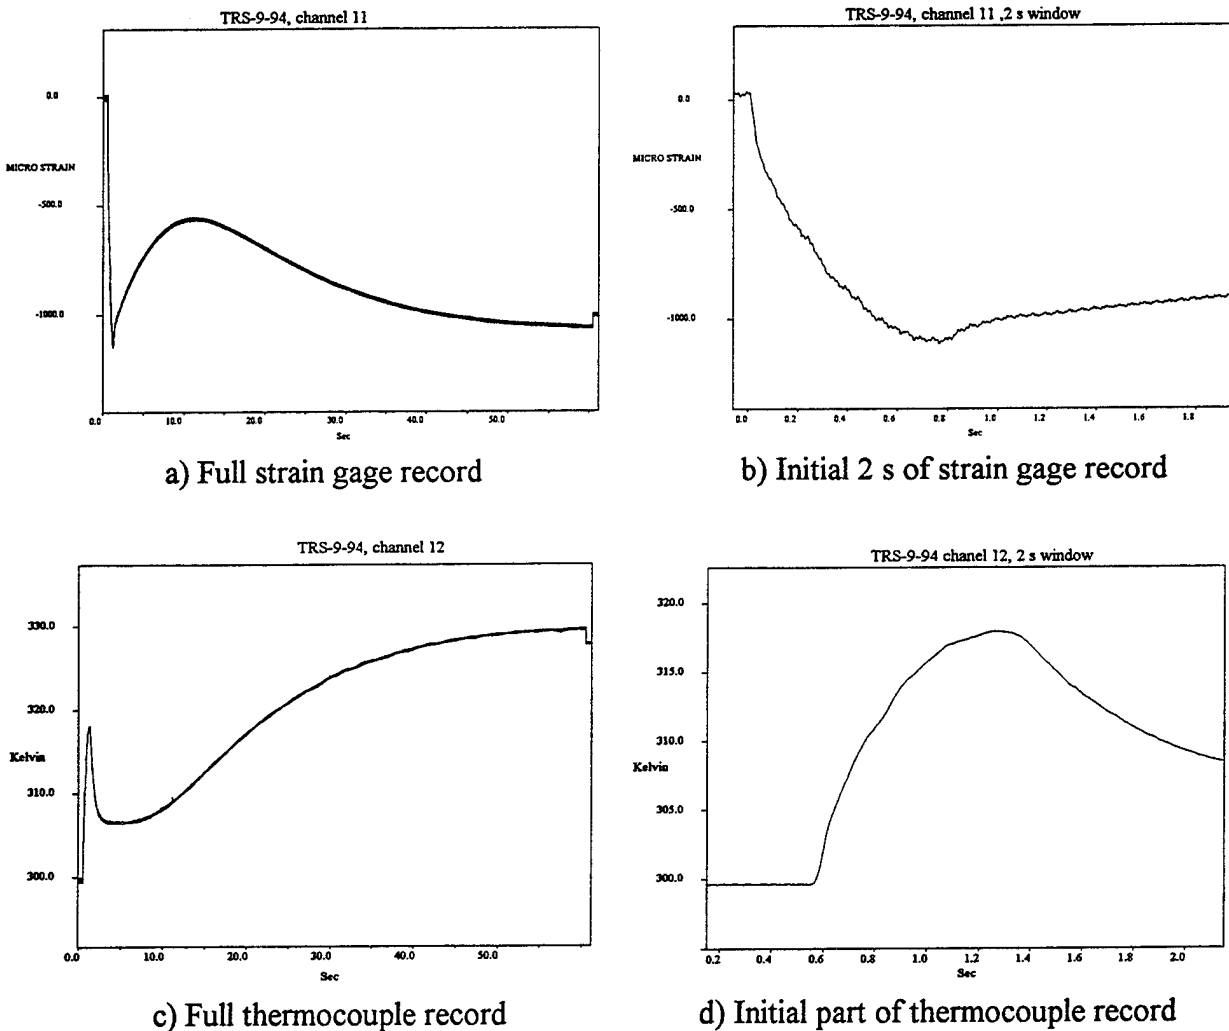 TRS-9-94, channel 11
0.0
MICRO STRAIN
-500.0
-1000.0
0.0 10.0 20.0 30.0 40.0 50.0
Sec
a) Full strain gage record
TRS-9-94, channel 11 ,2 s window
0.0
MICRO STRAIN
-500.0
-1000.0
0.0 0.2 0.4 0.6 0.8 1.0 1.2 1.4 1.6 1.8
Sec
b) Initial 2 s of strain gage record
TRS-9-94, channel 12
330.0
320.0
Kelvin
310.0
300.0
0.0 10.0 20.0 30.0 40.0 50.0
Sec
c) Full thermocouple record
TRS-9-94 chanel 12, 2 s window
320.0
315.0
310.0
Kelvin
305.0
300.0
0.2 0.4 0.6 0.8 1.0 1.2 1.4 1.6 1.8 2.0
Sec
d) Initial part of thermocouple record